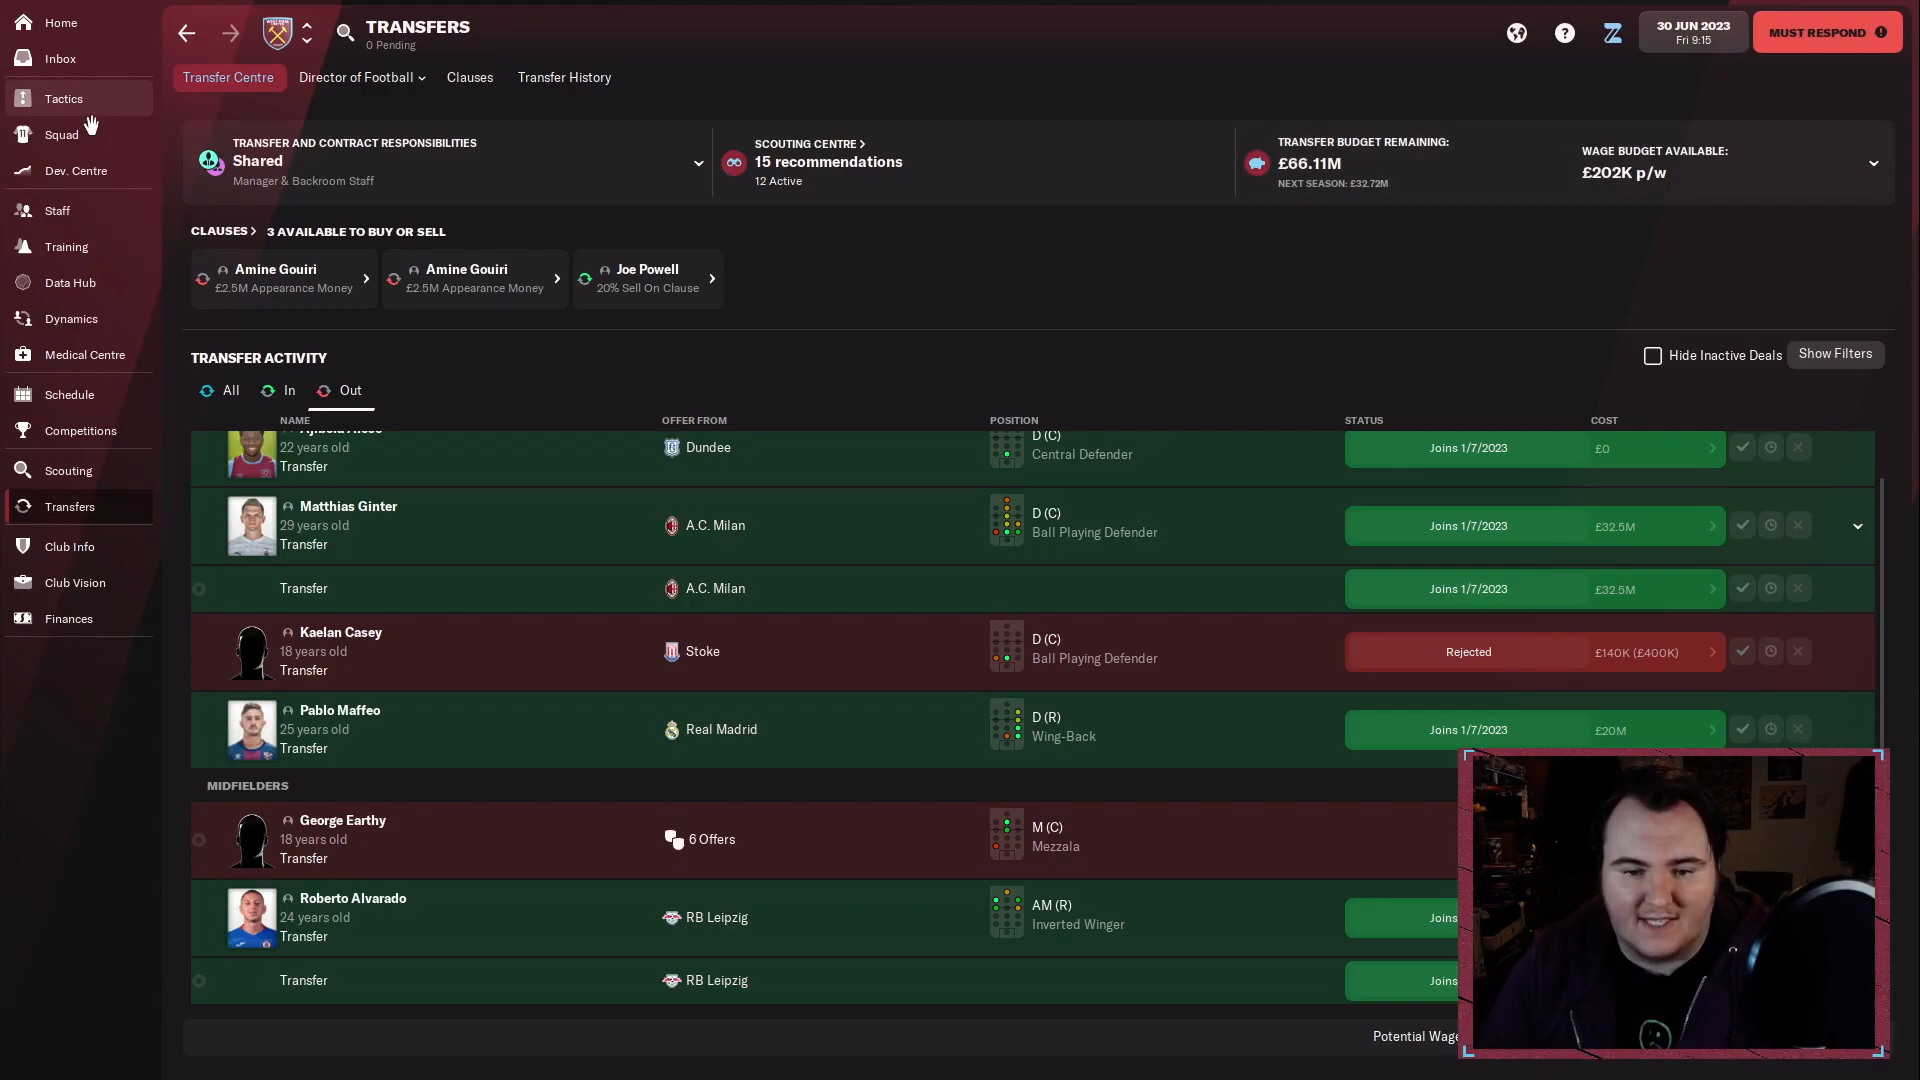 Home
Inbox
Tactics
Squad
Dev. Centre
Staff
Training
Data Hub
Dynamics
Medical Centre
Schedule
Competitions
Scouting
Transfers
Club Info
Club Vision
Finances
TRANSFERS
0 Pending
30 JUN 2023
Fri 9:15
MUST RESPOND
Transfer Centre
Director of Football
Clauses
Transfer History
TRANSFER AND CONTRACT RESPONSIBILITIES
Shared
Manager & Backroom Staff
SCOUTING CENTRE >
15 recommendations
12 Active
TRANSFER BUDGET REMAINING:
£66.11M
NEXT SEASON: £32.72M
WAGE BUDGET AVAILABLE:
£202K p/w
CLAUSES > 3 AVAILABLE TO BUY OR SELL
Amine Gouiri
£2.5M Appearance Money
Amine Gouiri
£2.5M Appearance Money
Joe Powell
20% Sell On Clause
TRANSFER ACTIVITY
Hide Inactive Deals
Show Filters
All
In
Out
NAME
OFFER FROM
POSITION
STATUS
COST
22 years old
Transfer
Dundee
D (C)
Central Defender
Joins 1/7/2023
£0
Matthias Ginter
29 years old
Transfer
A.C. Milan
D (C)
Ball Playing Defender
Joins 1/7/2023
£32.5M
Transfer
A.C. Milan
Joins 1/7/2023
£32.5M
Kaelan Casey
18 years old
Transfer
Stoke
D (C)
Ball Playing Defender
Rejected
£140K (£400K)
Pablo Maffeo
25 years old
Transfer
Real Madrid
D (R)
Wing-Back
Joins 1/7/2023
£20M
MIDFIELDERS
George Earthy
18 years old
Transfer
6 Offers
M (C)
Mezzala
Roberto Alvarado
24 years old
Transfer
RB Leipzig
AM (R)
Inverted Winger
Joins
Transfer
RB Leipzig
Joins
Potential Wage